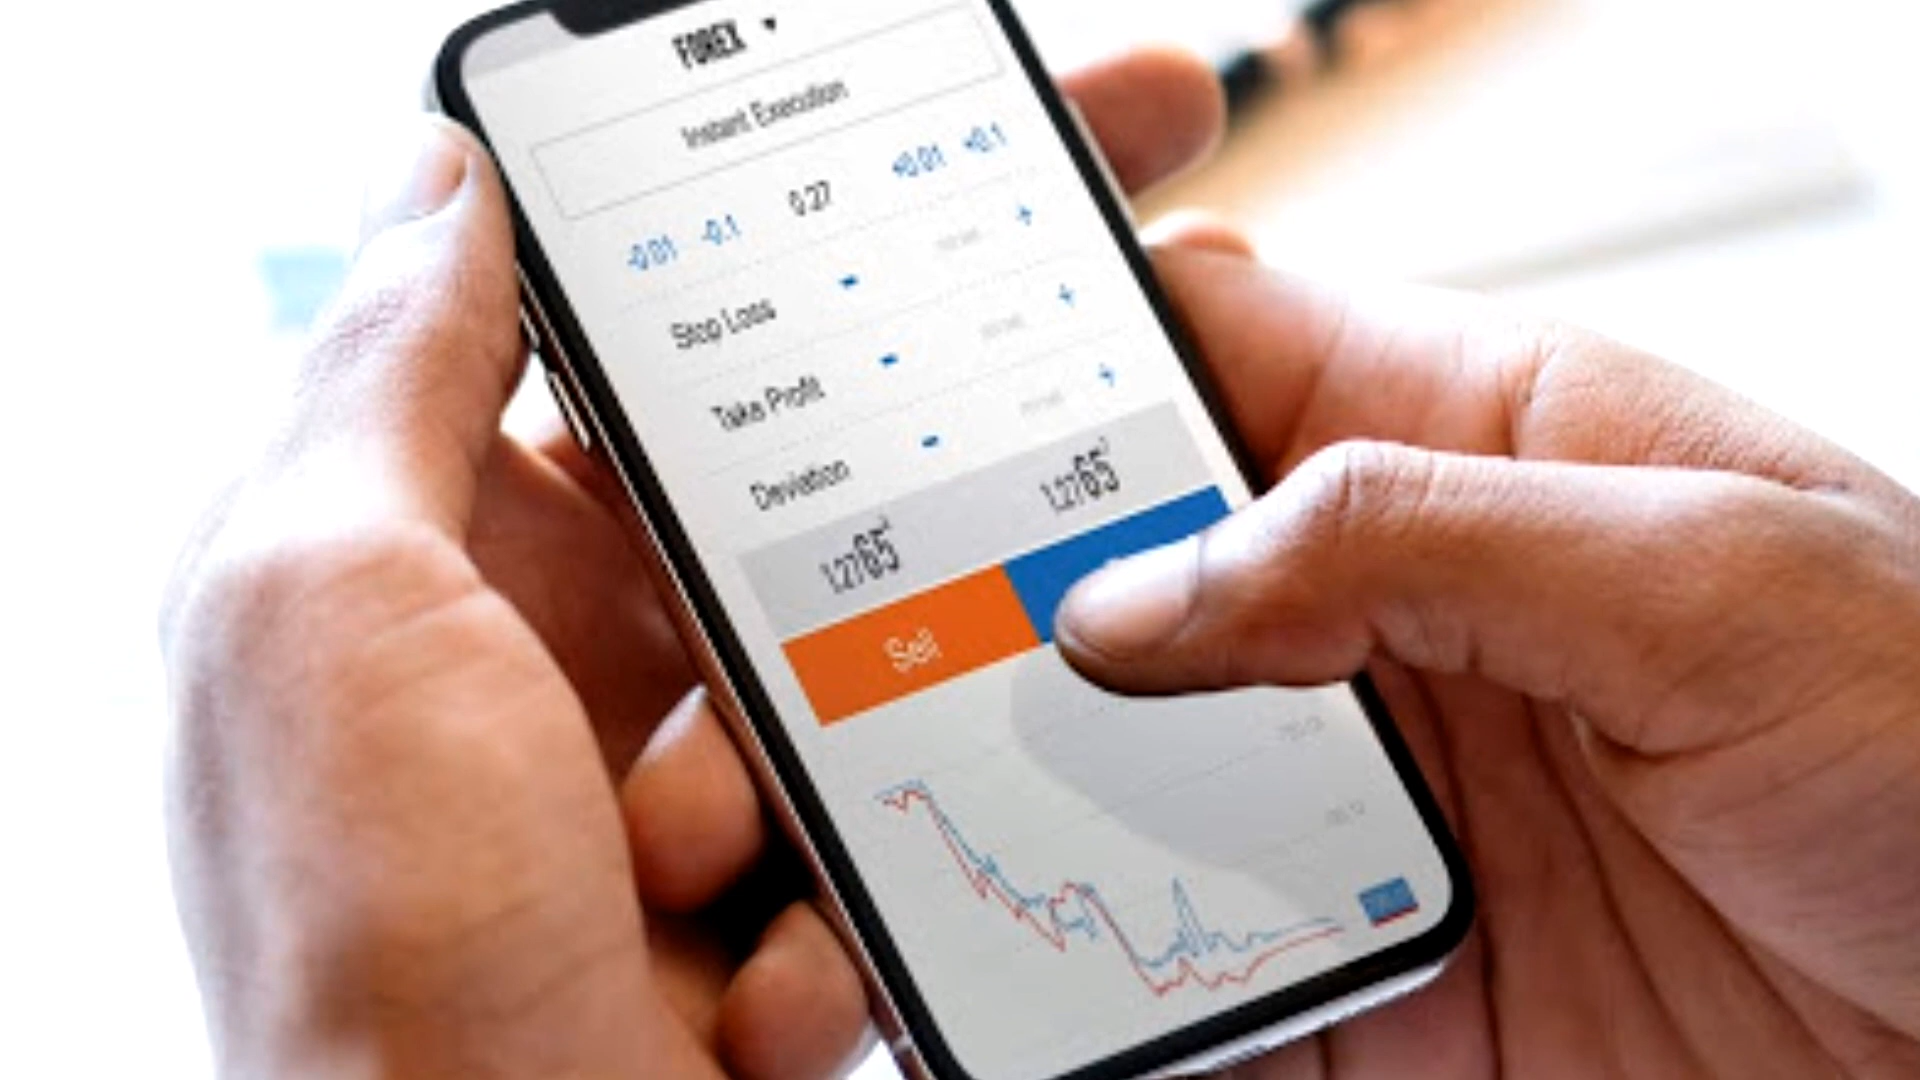 FOREX
Instant Execution
-0.01 -0.1 0.27 +0.01 +0.1
Stop Loss - +
Take Profit - +
Deviation - +
1.2765 1.2765
Sell